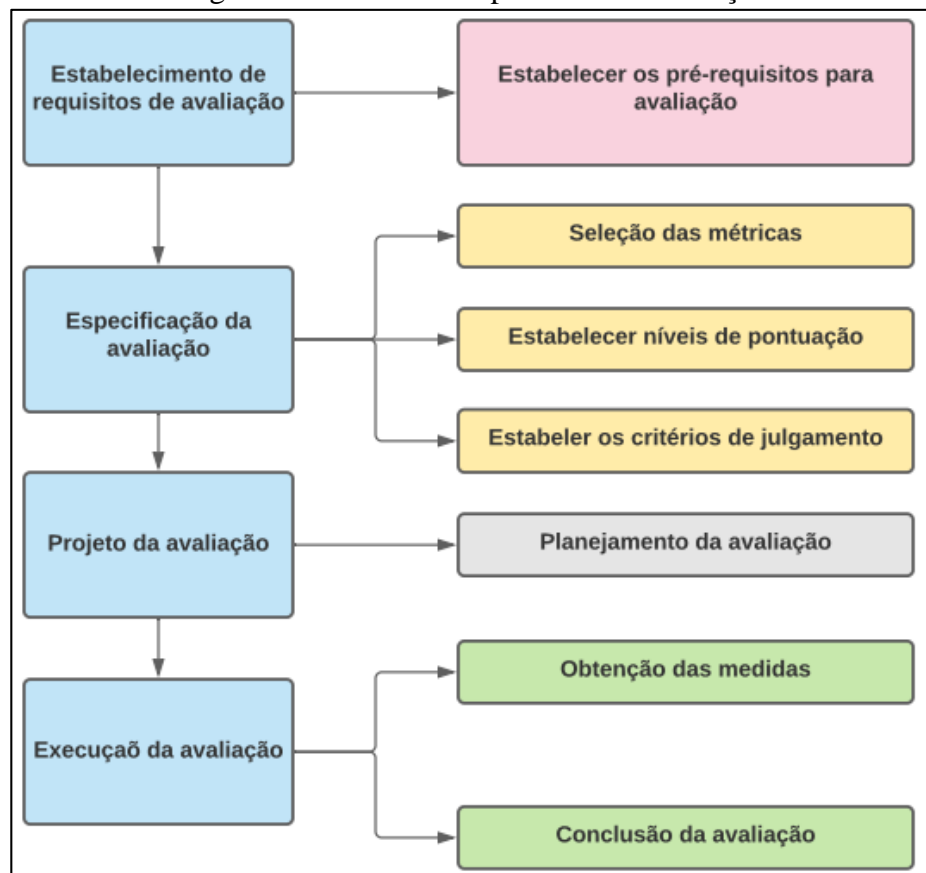 Estabelecimento de
requisitos de avaliação
Estabelecer os pré-requisitos para
avaliação
Especificação da
avaliação
Seleção das métricas
Estabelecer níveis de pontuação
Estabeler os critérios de julgamento
Projeto da avaliação
Planejamento da avaliação
Execuçaõ da avaliação
Obtenção das medidas
Conclusão da avaliação